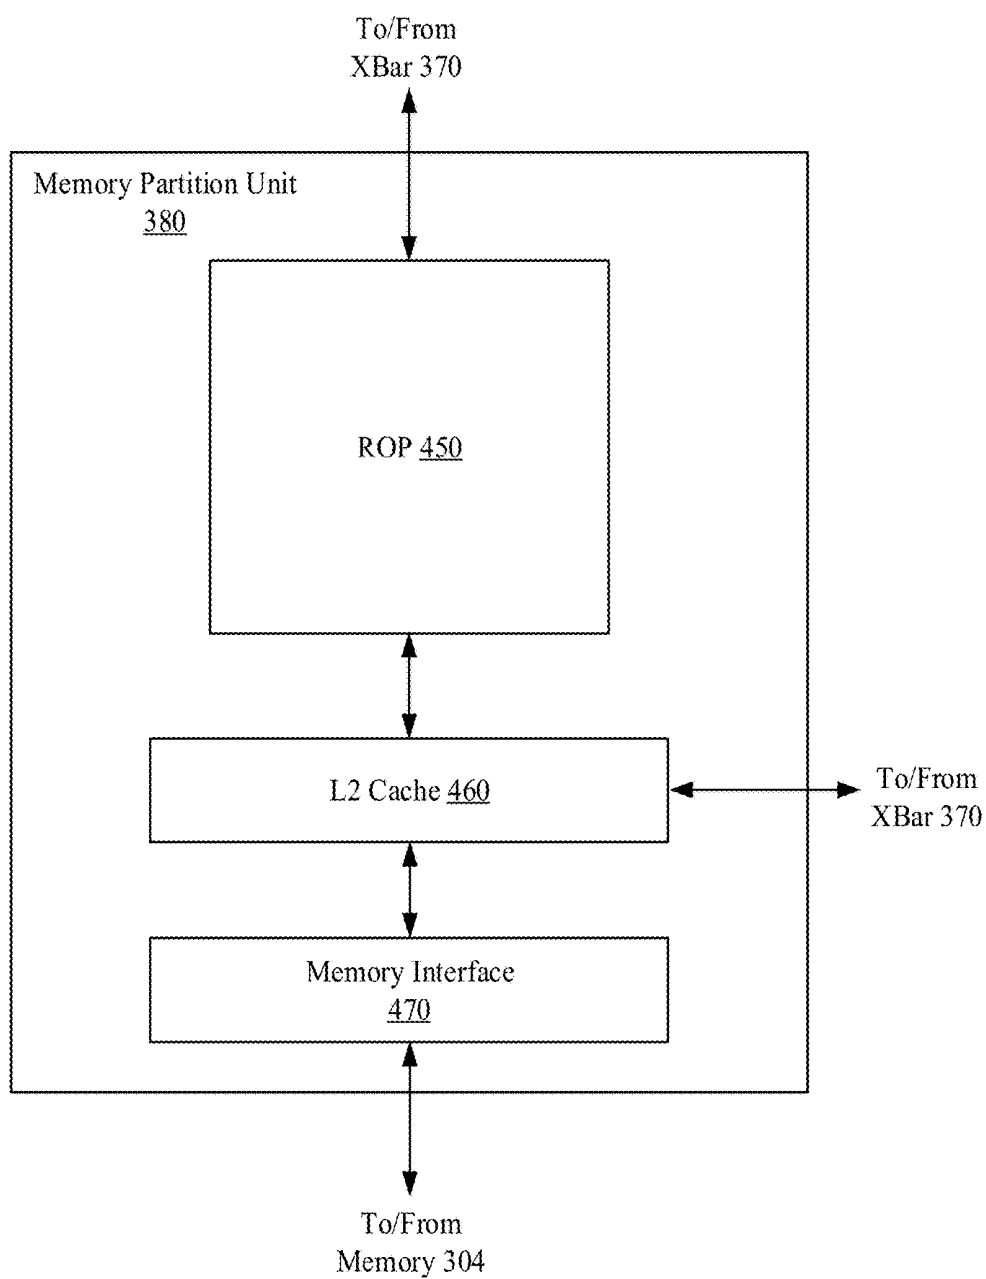 To/From
XBar 370
Memory Partition Unit
380
ROP 450
L2 Cache 460
To/From
XBar 370
Memory Interface
470
To/From
Memory 304